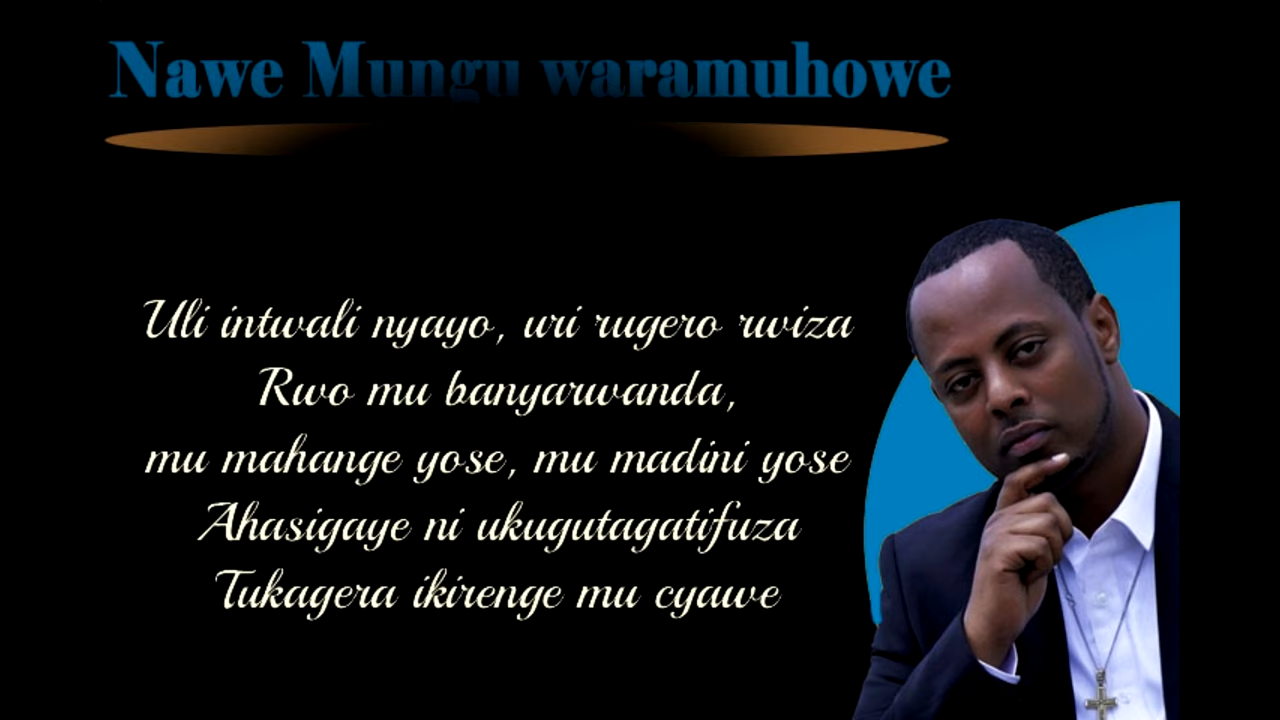 Nawe Mungu waramuhowe
Uli intwali nyayo, uri rugero rwiza
Rwo mu banyarwanda,
mu mahange yose, mu madini yose
Ahasigaye ni ukugutagatifuza
Tukagera ikirenge mu cyawe